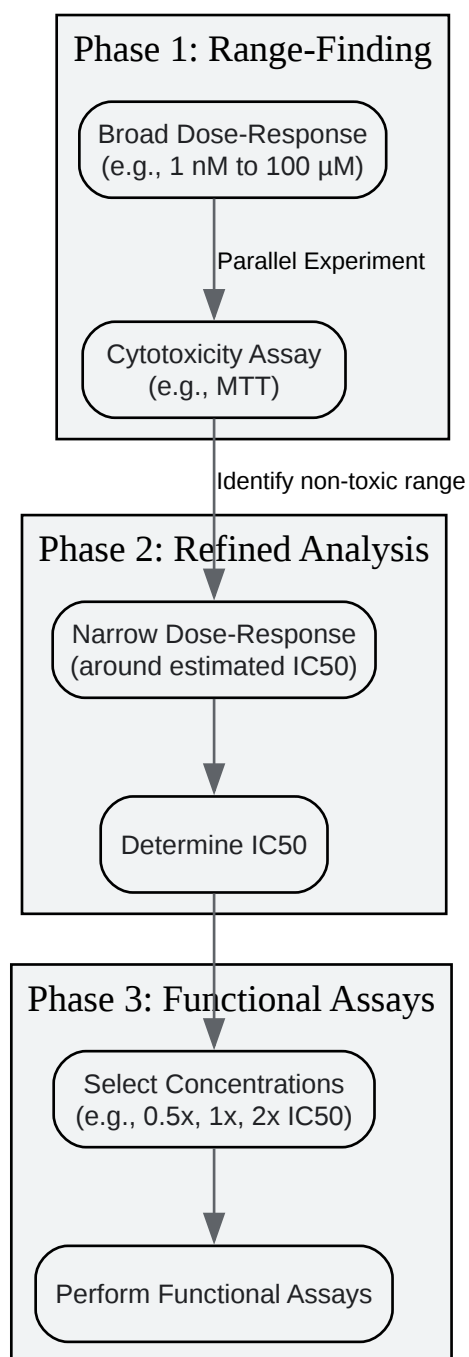 Phase 1: Range-Finding
Broad Dose-Response
(e.g., 1 nM to 100 µM)
Parallel Experiment
Cytotoxicity Assay
(e.g., MTT)
Identify non-toxic range
Phase 2: Refined Analysis
Narrow Dose-Response
(around estimated IC50)
Determine IC50
Phase 3: Functional Assays
Select Concentrations
(e.g., 0.5x, 1x, 2x IC50)
Perform Functional Assays